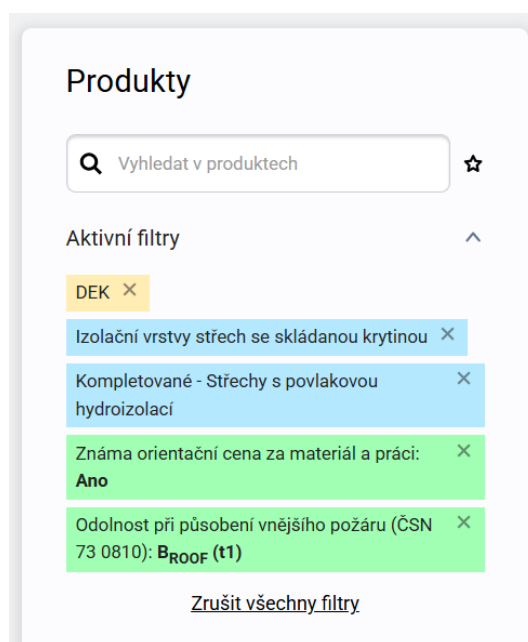 Produkty
Vyhledat v produktech
Aktivní filtry
DEK
Izolační vrstvy střech se skládanou krytinou
Kompletované - Střechy s povlakovou
hydroizolací
Známa orientační cena za materiál a práci:
Ano
Odolnost při působení vnějšího požáru (ČSN
73 0810): BROOF (t1)
Zrušit všechny filtry